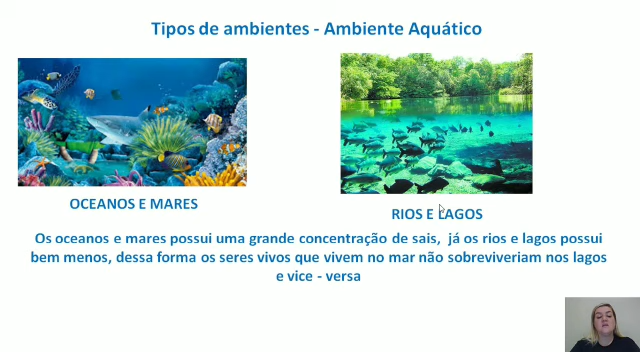 Tipos de ambientes - Ambiente Aquático
OCEANOS E MARES
RIOS E LAGOS
Os oceanos e mares possui uma grande concentração de sais, já os rios e lagos possui
bem menos, dessa forma os seres vivos que vivem no mar não sobreviveriam nos lagos
e vice - versa